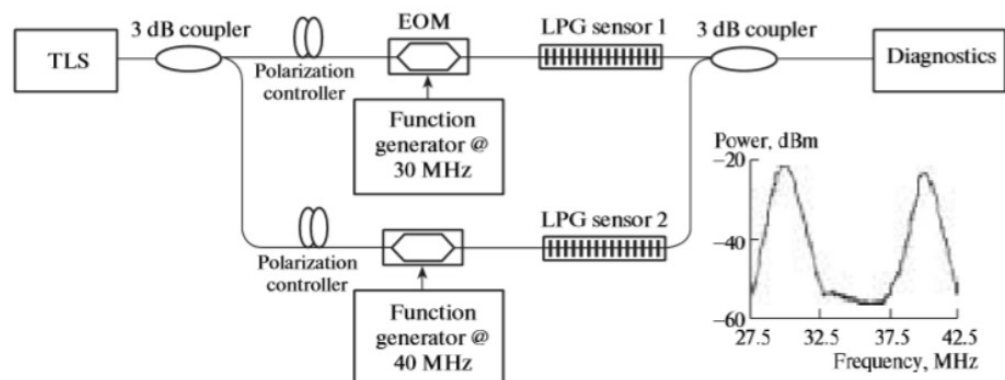 TLS
3 dB coupler
Polarization
controller
EOM
Function
generator @
30 MHz
LPG sensor 1
3 dB coupler
Diagnostics
Polarization
controller
Function
generator @
40 MHz
LPG sensor 2
Power, dBm
−20
−40
−60
27.5 32.5 37.5 42.5
Frequency, MHz